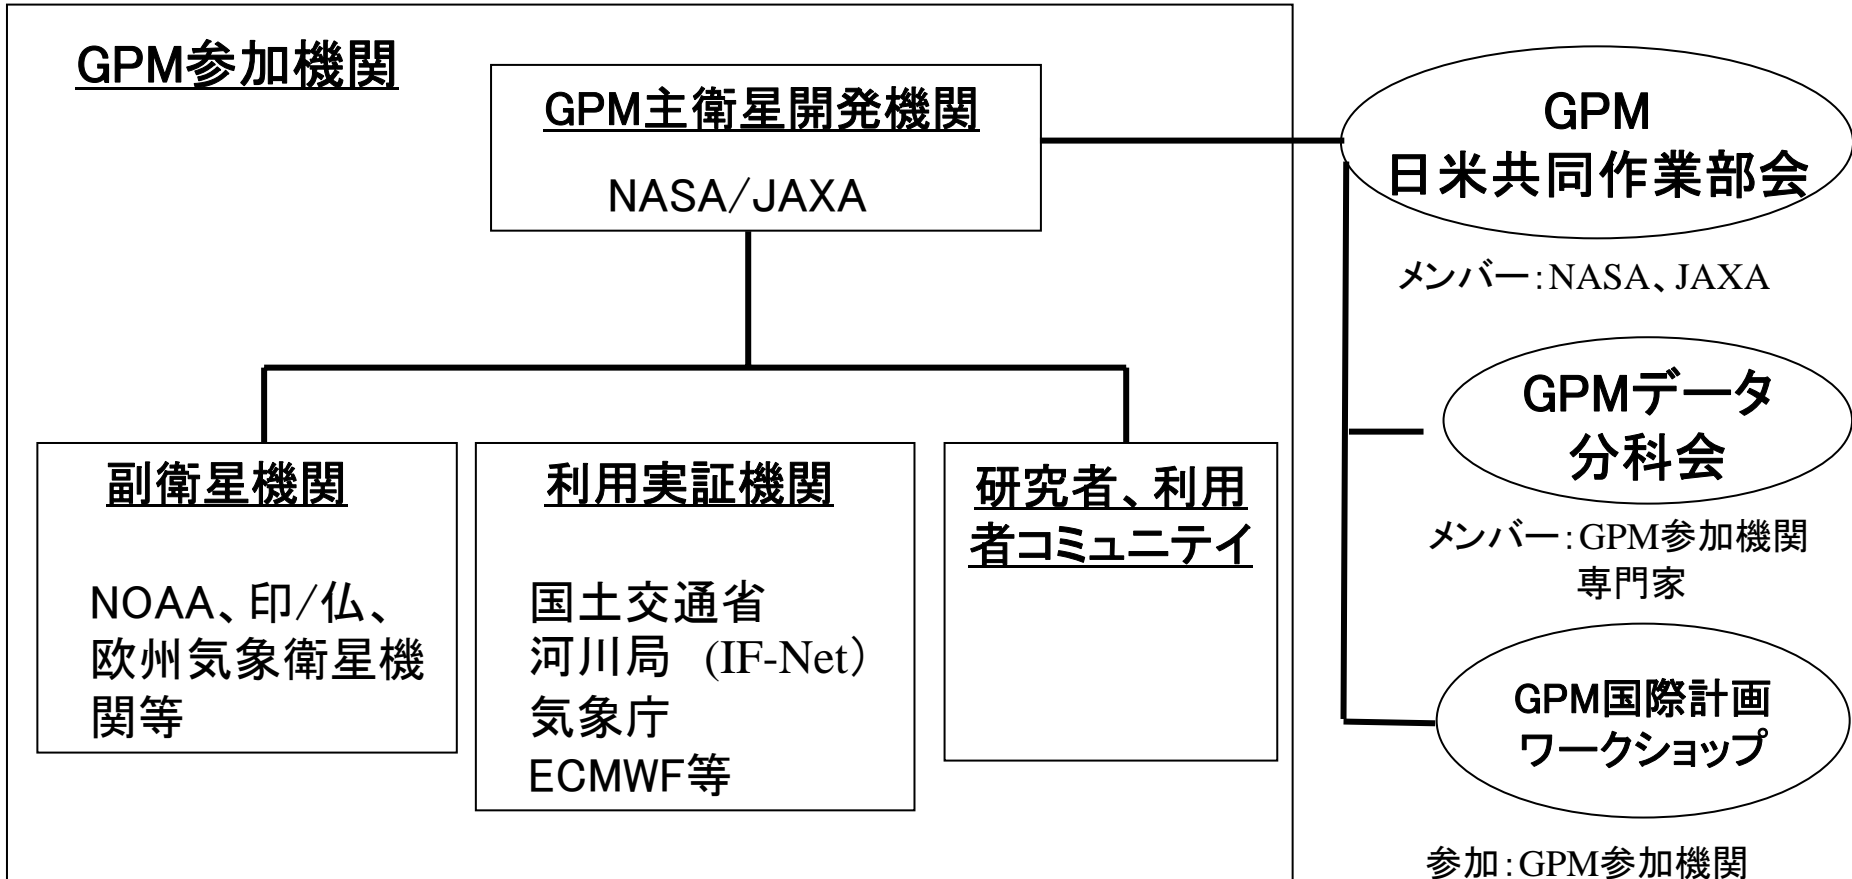 GPM参加機関
GPM主衛星開発機関
NASA/JAXA
副衛星機関
NOAA、印/仏、
欧州気象衛星機
関等
利用実証機関
国土交通省
河川局 (IF-Net)
気象庁
ECMWF等
研究者、利用
者コミュニテイ
GPM
日米共同作業部会
メンバー:NASA、JAXA
GPMデータ
分科会
メンバー:GPM参加機関
専門家
GPM国際計画
ワークショップ
参加:GPM参加機関